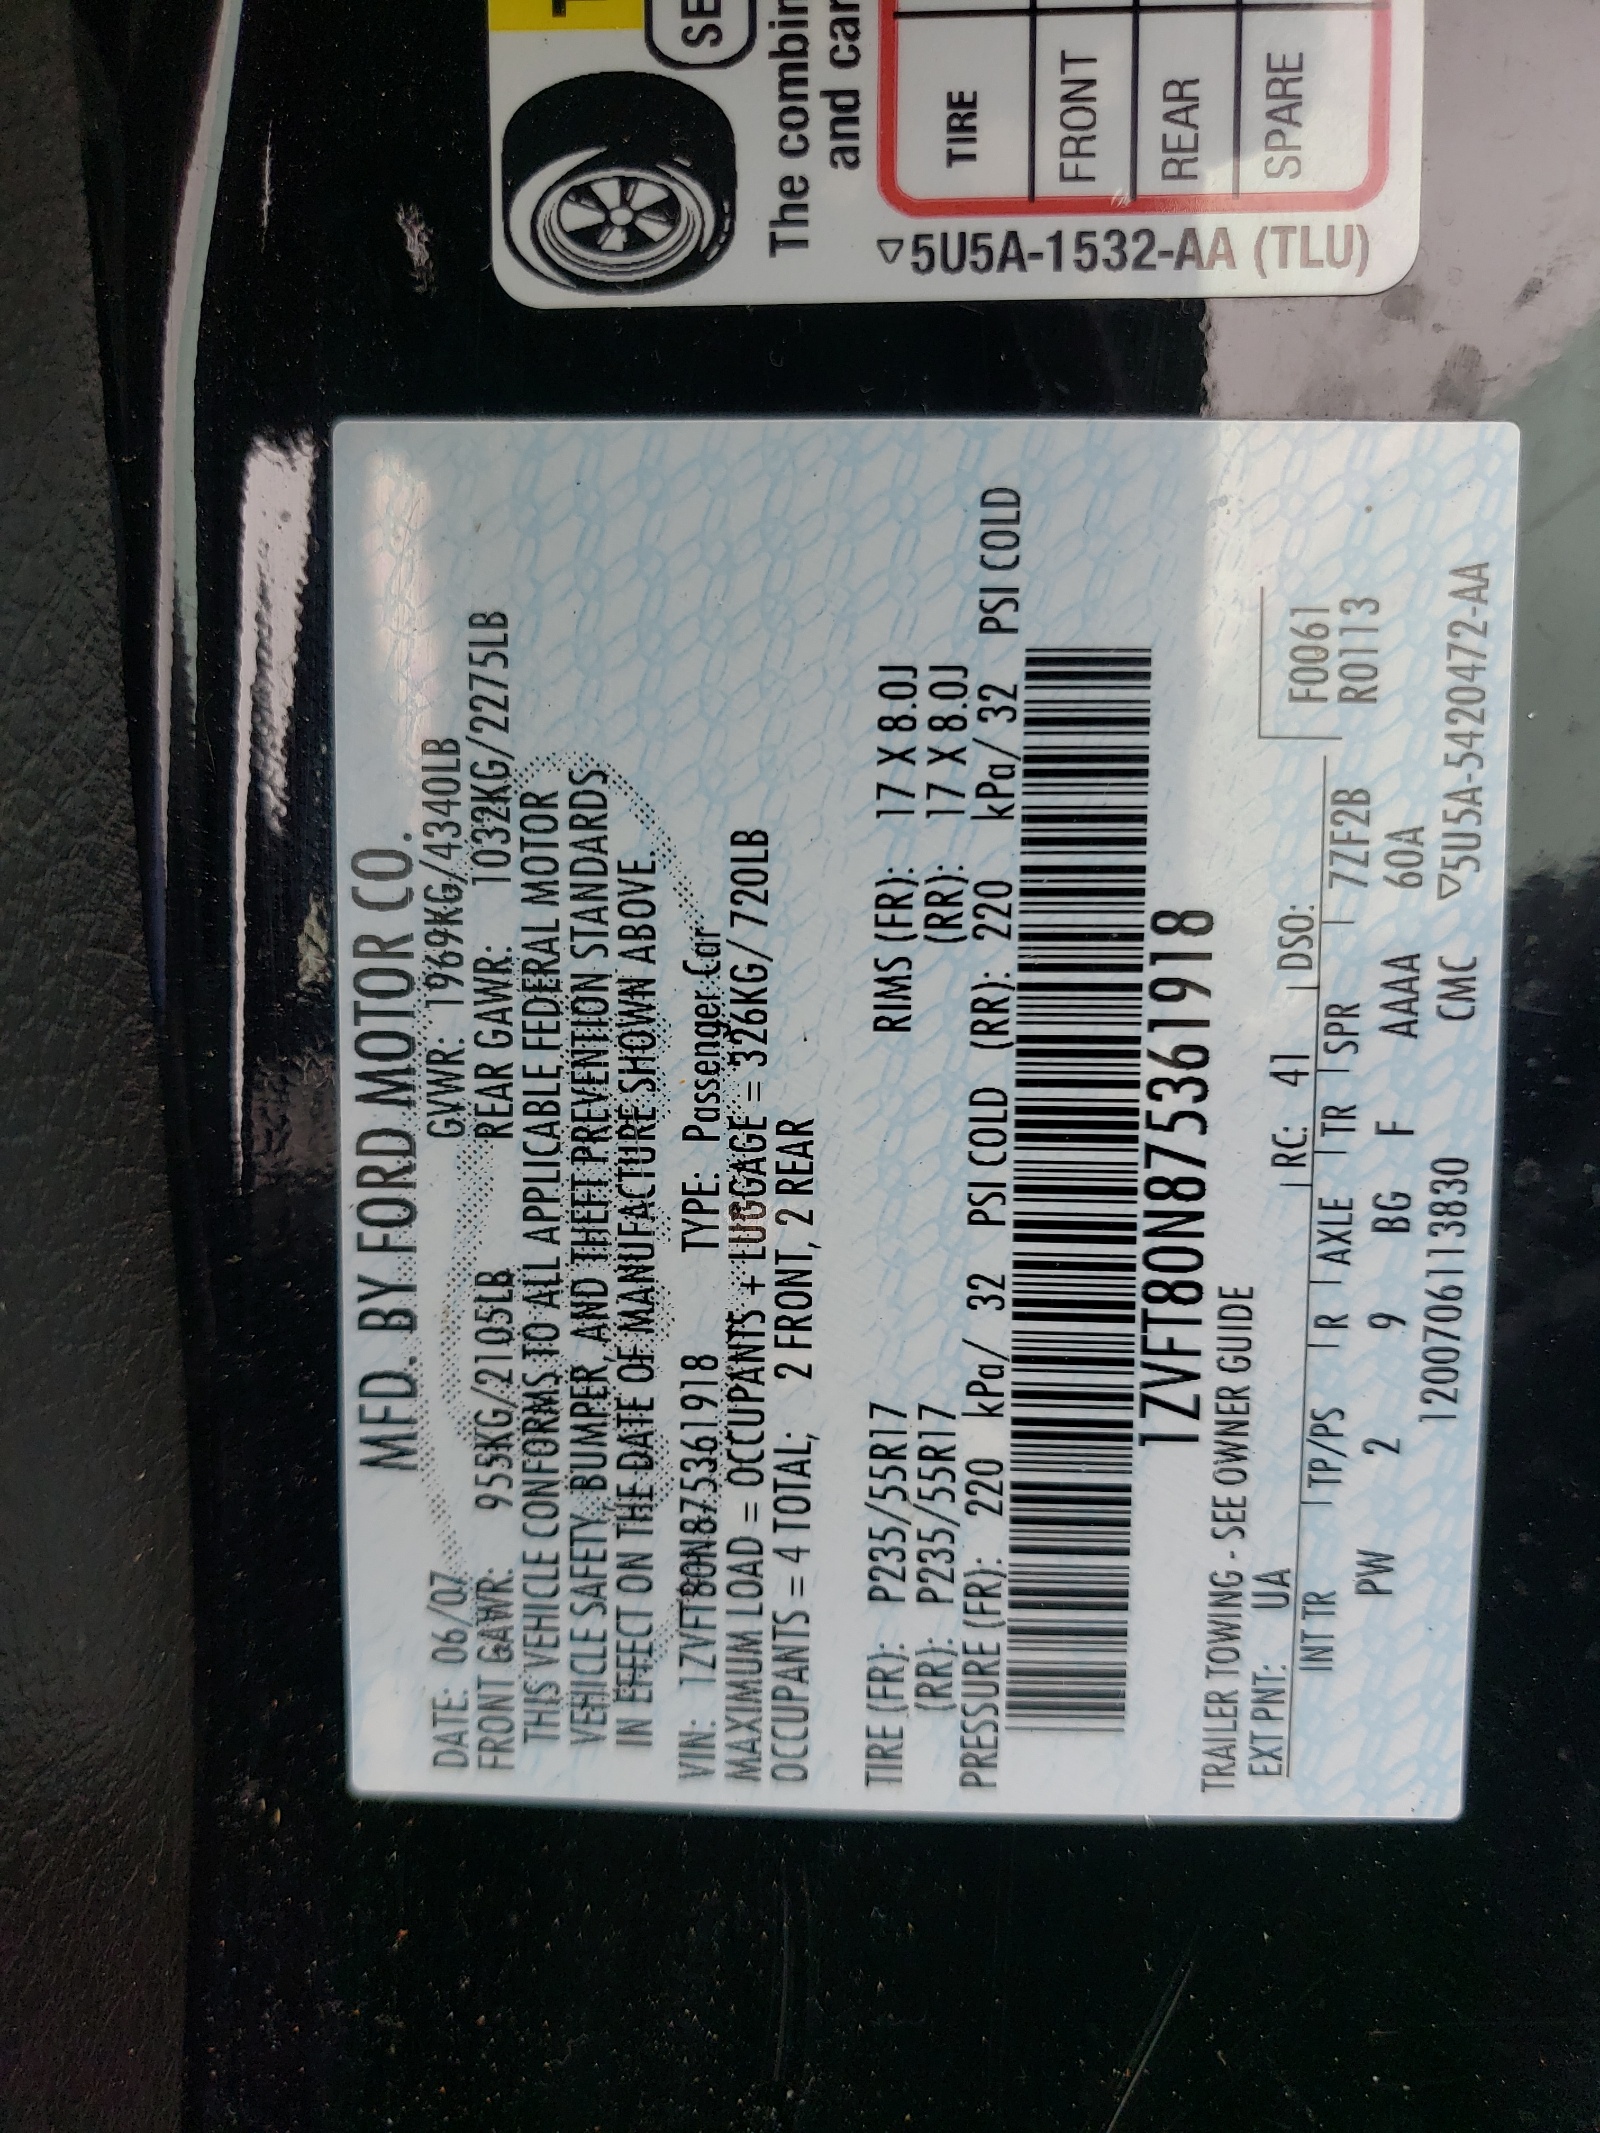 MFD. BY FORD MOTOR CO.
DATE: 06/07 GVWR: 1969KG/4340LB
FRONT GAWR: 955KG/2105LB REAR GAWR: 1032KG/2275LB
THIS VEHICLE CONFORMS TO ALL APPLICABLE FEDERAL MOTOR
VEHICLE SAFETY, BUMPER, AND THEFT PREVENTION STANDARDS
IN EFFECT ON THE DATE OF MANUFACTURE SHOWN ABOVE.
VIN: 1ZVFT80N875361918 TYPE: Passenger Car
MAXIMUM LOAD = OCCUPANTS + LUGGAGE = 326KG/ 720LB
OCCUPANTS = 4 TOTAL; 2 FRONT, 2 REAR
TIRE (FR): P235/55R17 RIMS (FR): 17 X 8.0J
(RR): P235/55R17 (RR): 17 X 8.0J
PRESSURE (FR): 220 kPa/ 32 PSI COLD (RR): 220 kPa/ 32 PSI COLD
1ZVFT80N875361918
TRAILER TOWING - SEE OWNER GUIDE
EXT PNT: UA RC: 41 DSO: F0061
INT TR TP/PS R AXLE TR SPR 7ZF2B R0113
PW 2 9 BG F AAAA 60A
12007061138​30 CMC ▽5U5A-5420472-AA
T
SE
The combin
and car
TIRE
FRONT
REAR
SPARE
▽5U5A-1532-AA (TLU)